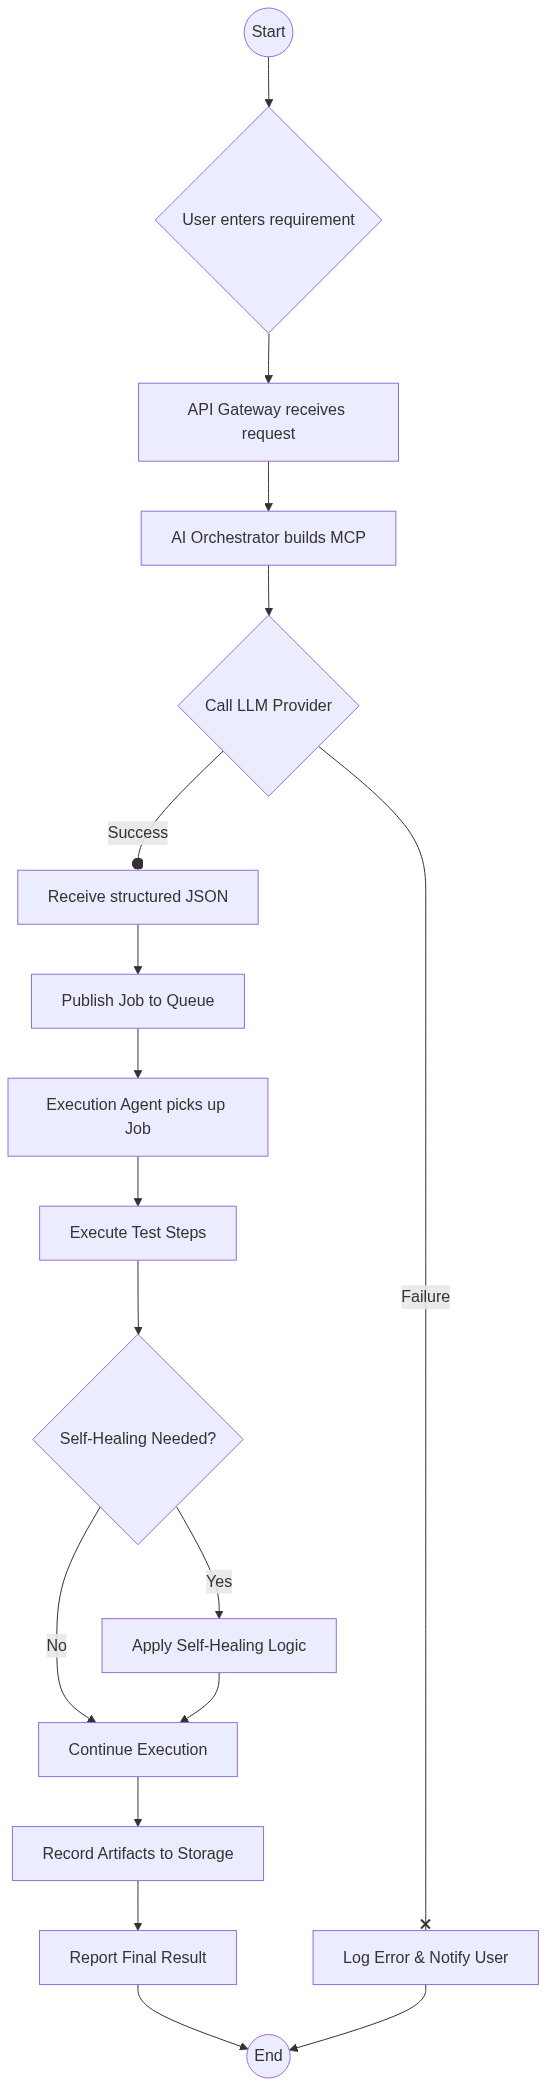 Start
User enters requirement
API Gateway receives
request
AI Orchestrator builds MCP
Call LLM Provider
Success
Receive structured JSON
Publish Job to Queue
Execution Agent picks up
Job
Execute Test Steps
Failure
Self-Healing Needed?
Yes
No
Apply Self-Healing Logic
Continue Execution
Record Artifacts to Storage
Report Final Result
Log Error & Notify User
End